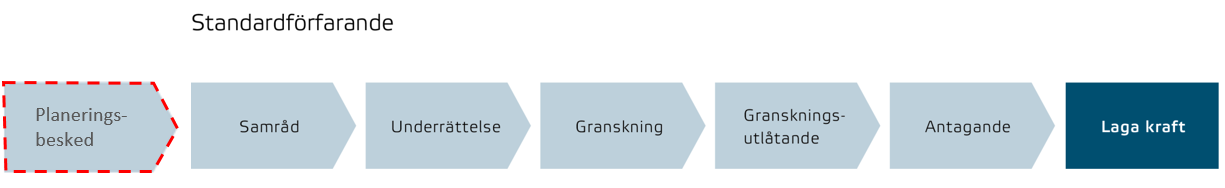 Standardförfarande
Planerings-
besked
Samråd
Underrättelse
Granskning
Gransknings-
utlåtande
Antagande
Laga kraft